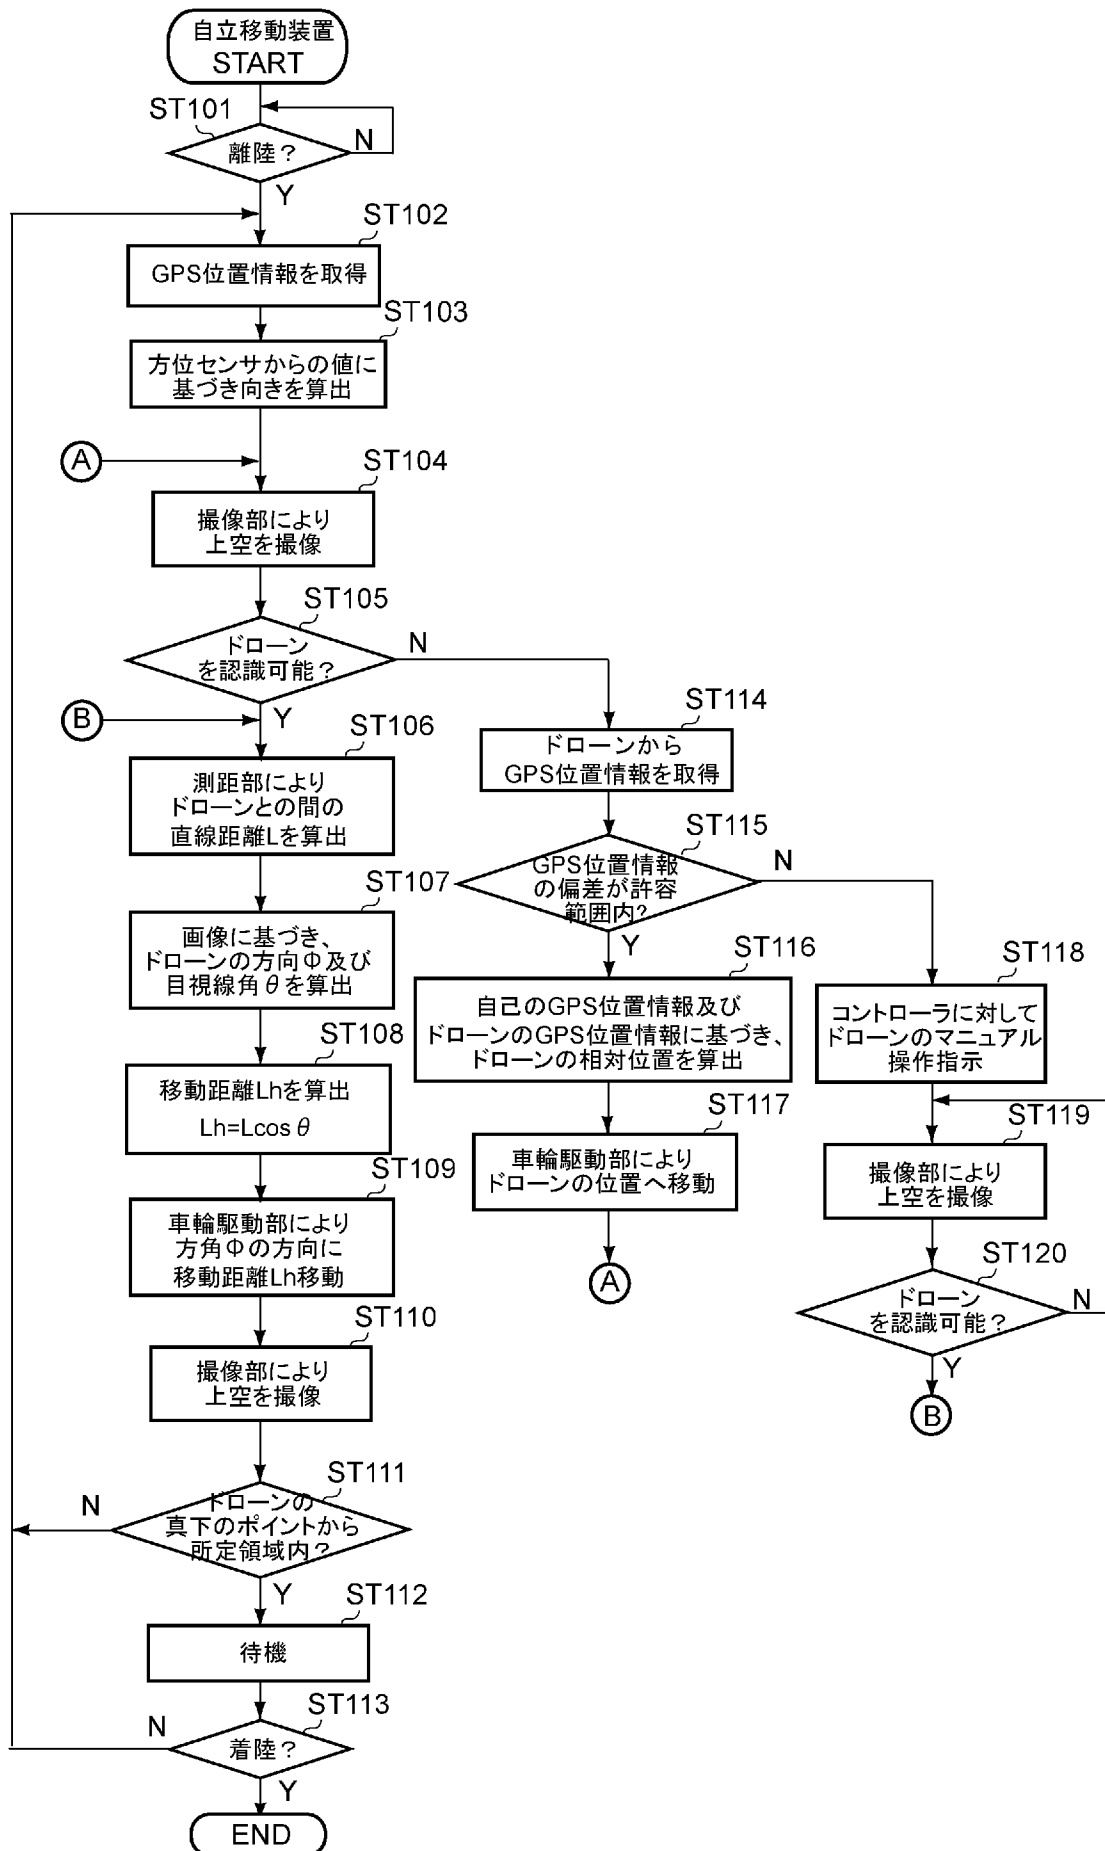 自立移動装置
START
ST101
離陸?
N
Y
ST102
GPS位置情報を取得
ST103
方位センサからの値に
基づき向きを算出
A
ST104
撮像部により
上空を撮像
ST105
ドローン
を認識可能?
N
Y
B
ST106
測距部により
ドローンとの間の
直線距離Lを算出
ST107
画像に基づき、
ドローンの方向Φ及び
目視線角θを算出
ST108
移動距離Lhを算出
Lh=Lcosθ
ST109
車輪駆動部により
方角Φの方向に
移動距離Lh移動
ST110
撮像部により
上空を撮像
ST111
ドローンの
真下のポイントから
所定領域内?
N
Y
ST112
待機
ST113
着陸?
N
Y
END
ST114
ドローンから
GPS位置情報を取得
ST115
GPS位置情報
の偏差が許容
範囲内?
N
Y
ST116
自己のGPS位置情報及び
ドローンのGPS位置情報に基づき、
ドローンの相対位置を算出
ST117
車輪駆動部により
ドローンの位置へ移動
A
ST118
コントローラに対して
ドローンのマニュアル
操作指示
ST119
撮像部により
上空を撮像
ST120
ドローン
を認識可能?
N
Y
B